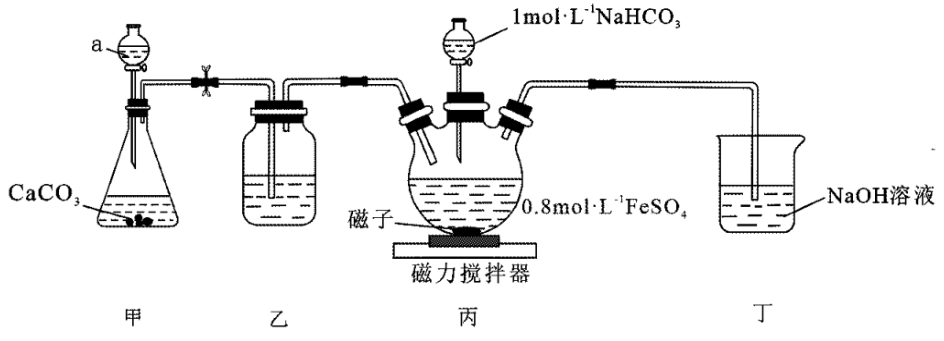 1mol·L⁻¹NaHCO₃
a
CaCO₃
0.8mol·L⁻¹FeSO₄
NaOH溶液
磁子
磁力搅拌器
甲
乙
丙
丁